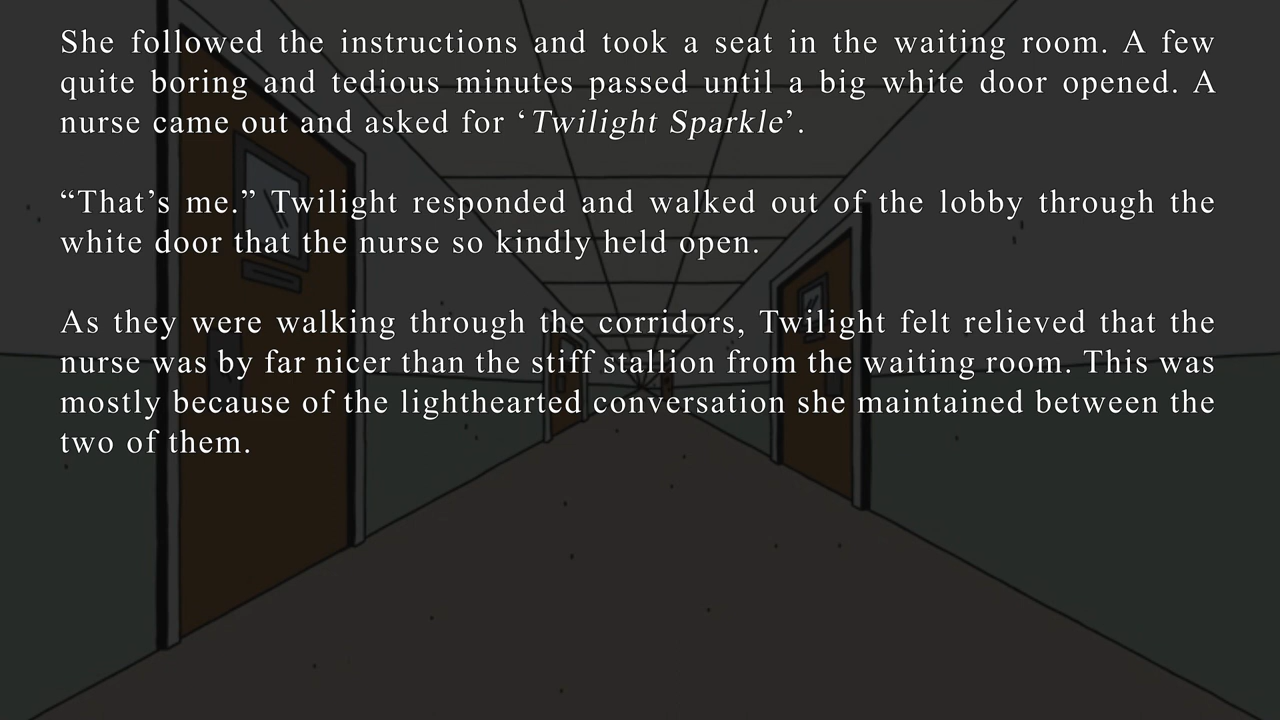 She followed the instructions and took a seat in the waiting room. A few
quite boring and tedious minutes passed until a big white door opened. A
nurse came out and asked for ‘Twilight Sparkle’.
“That’s me.” Twilight responded and walked out of the lobby through the
white door that the nurse so kindly held open.
As they were walking through the corridors, Twilight felt relieved that the
nurse was by far nicer than the stiff stallion from the waiting room. This was
mostly because of the lighthearted conversation she maintained between the
two of them.